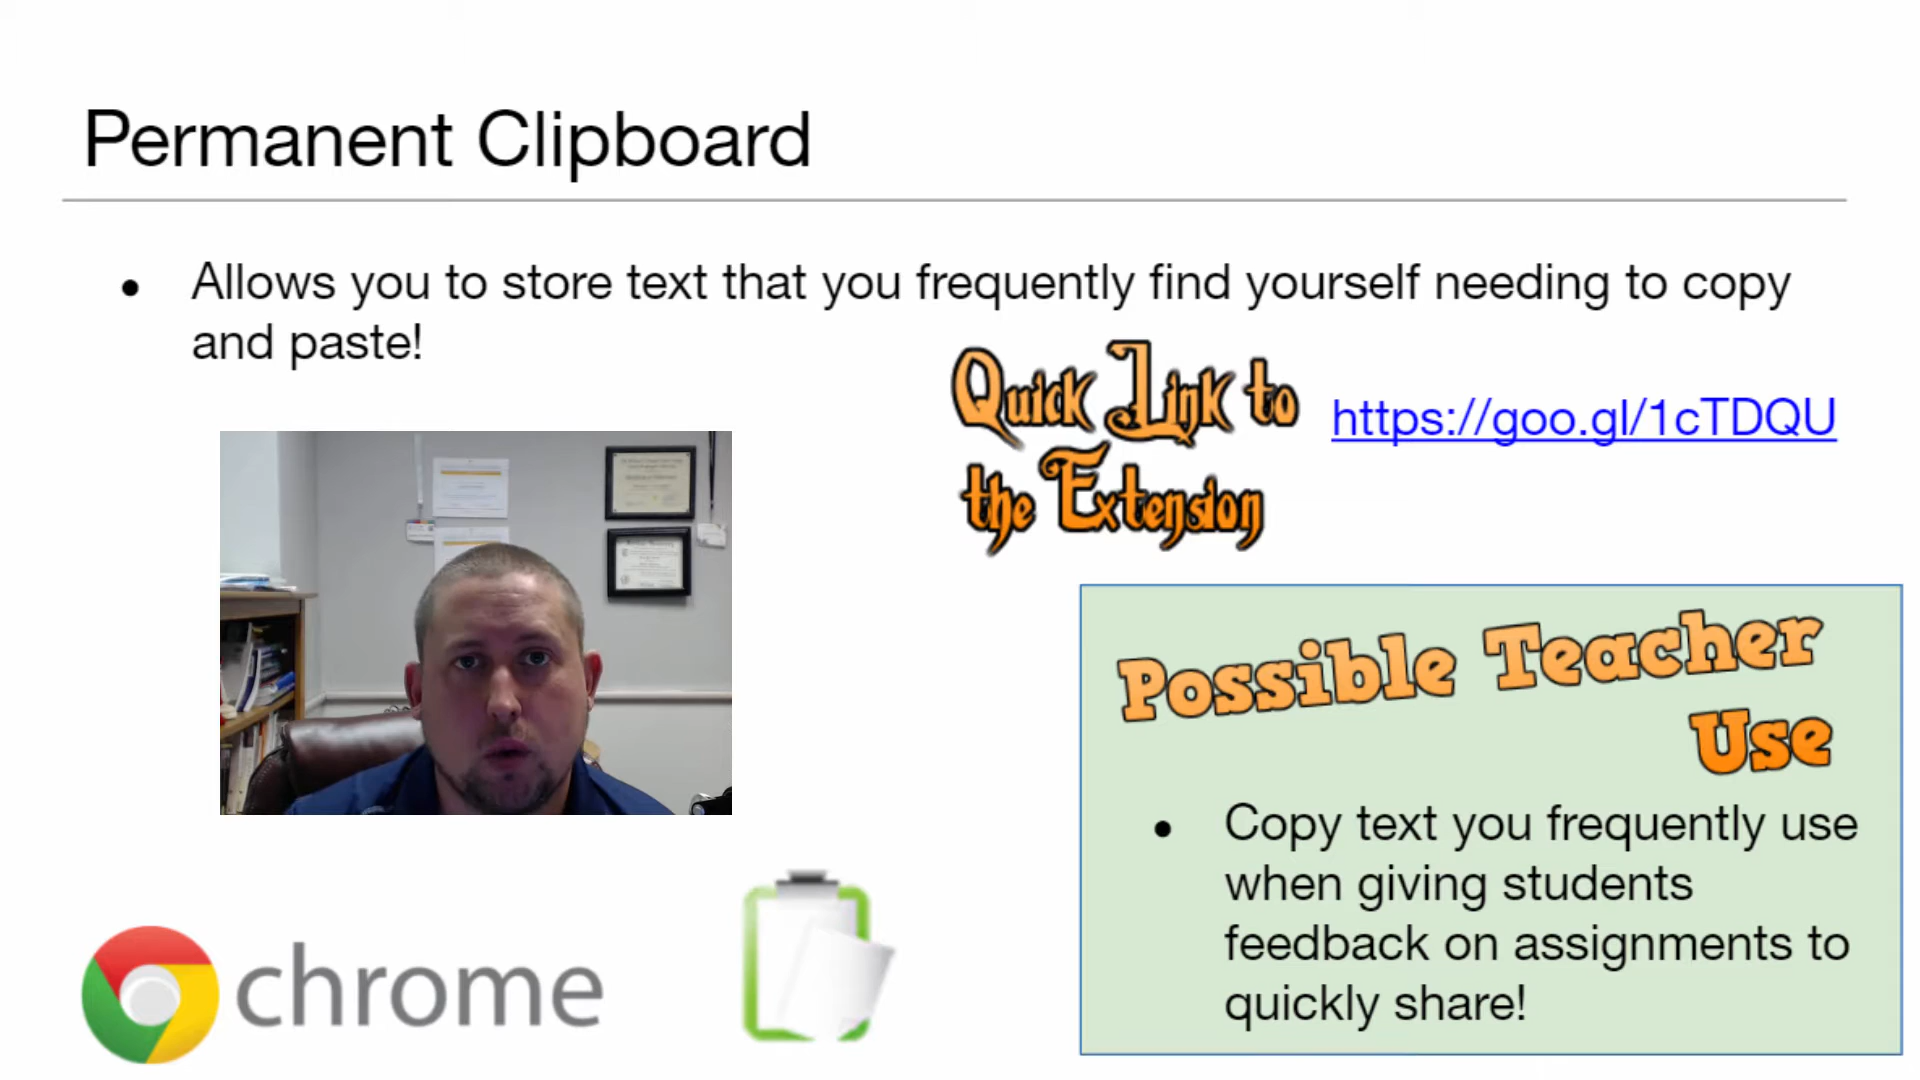 Permanent Clipboard
• Allows you to store text that you frequently find yourself needing to copy
and paste!
Quick Link to
the Extension
https://goo.gl/1cTDQU
Possible Teacher
Use
• Copy text you frequently use
when giving students
feedback on assignments to
quickly share!
chrome